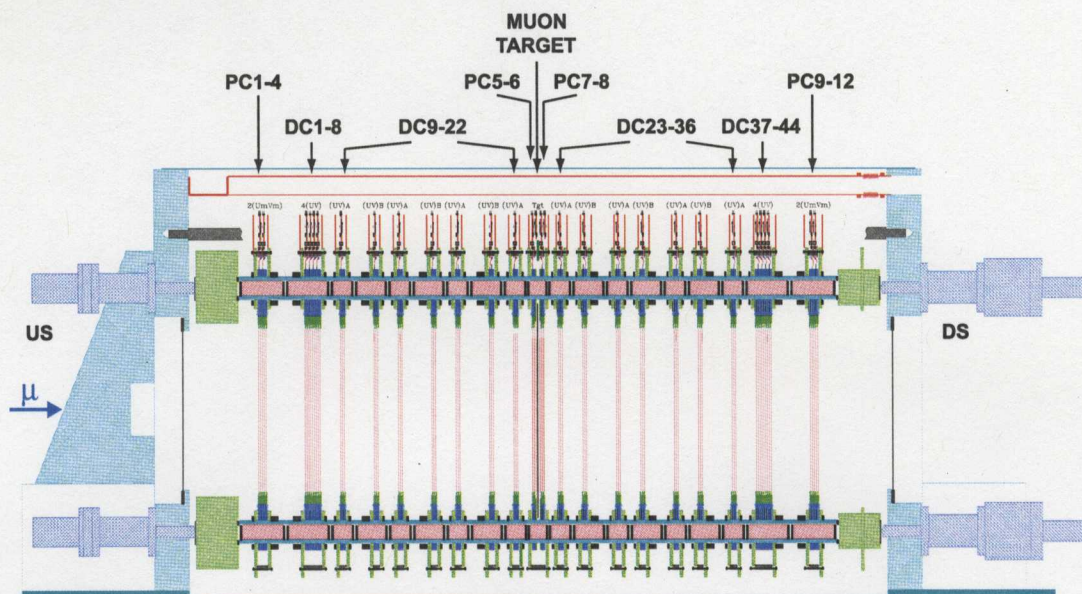 MUON
TARGET
PC1-4
PC5-6
PC7-8
PC9-12
DC1-8
DC9-22
DC23-36
DC37-44
2(UmVm) 4(UV) (UV)A (UV)B (UV)A (UV)B (UV)A (UV)B (UV)A Tgt (UV)A (UV)B (UV)A (UV)B (UV)A (UV)B (UV)A 4(UV) 2(UmVm)
US
DS
μ